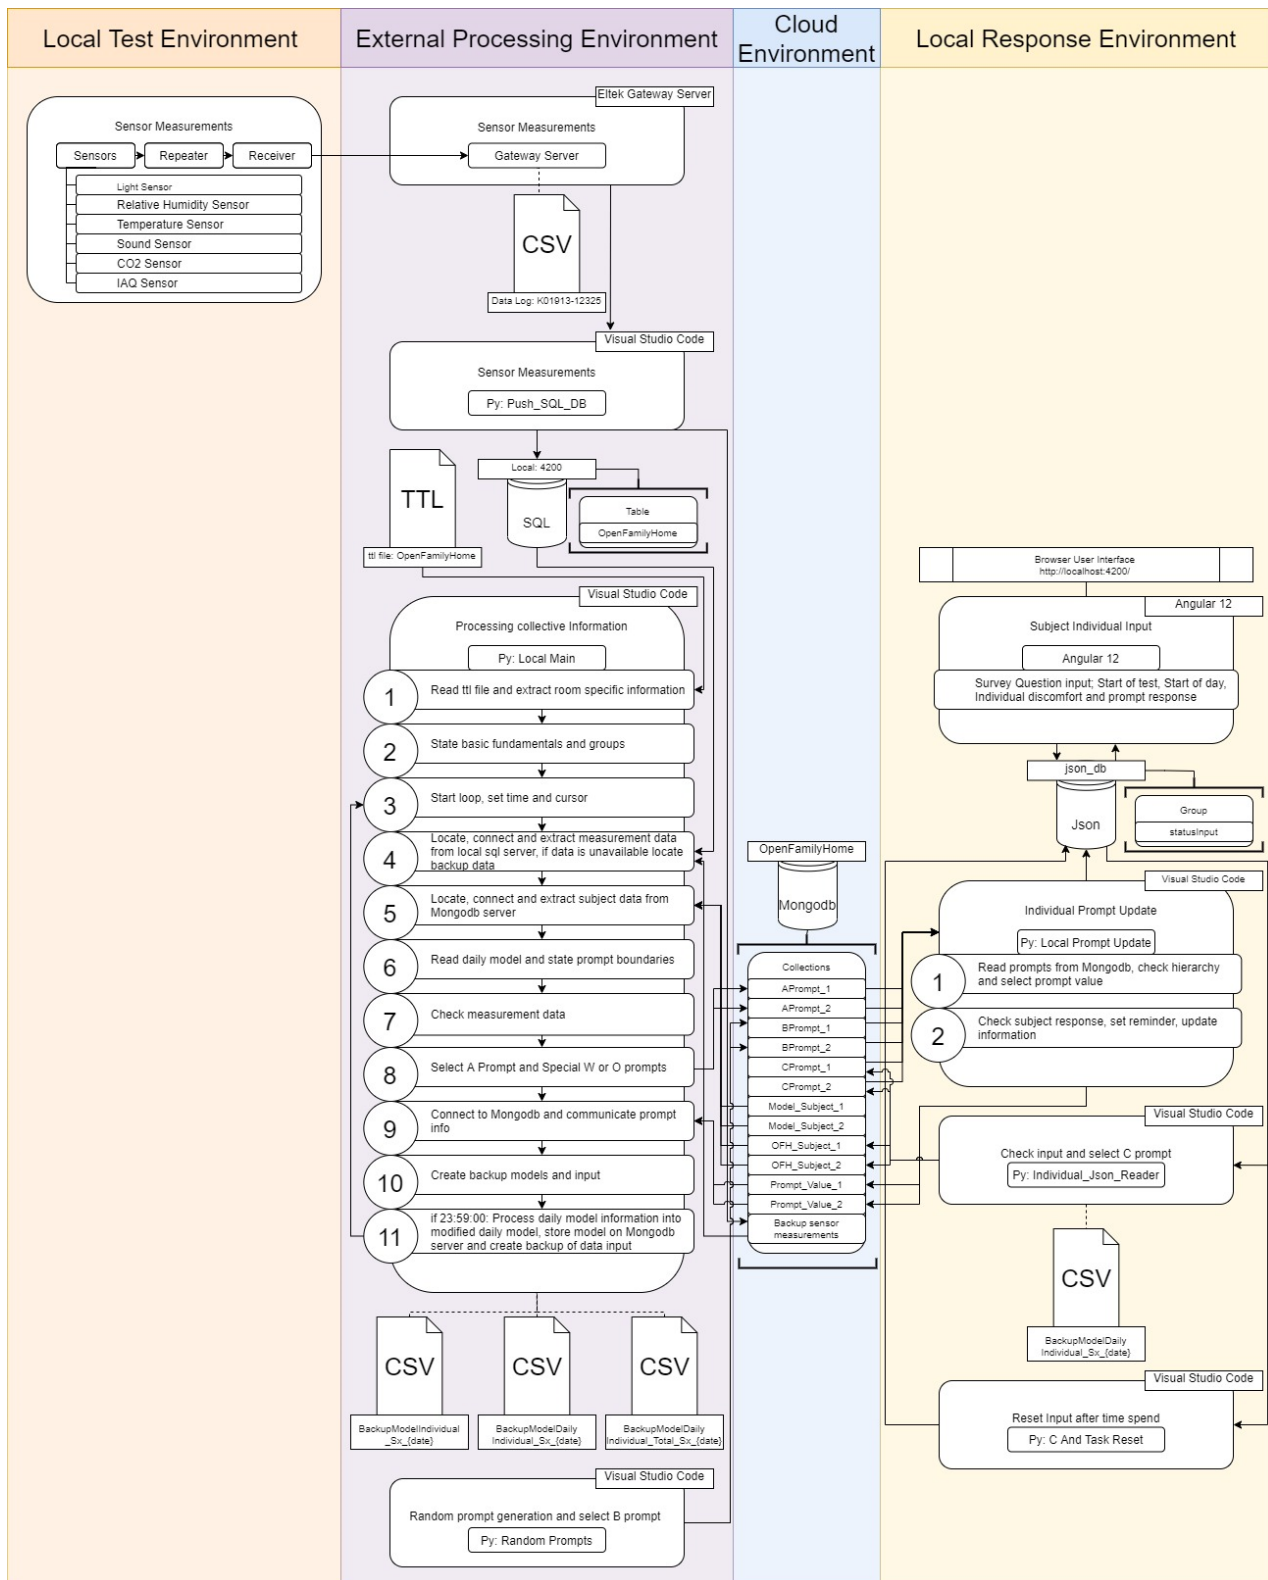 Local Test Environment
External Processing Environment
Cloud
Environment
Local Response Environment
Sensor Measurements
Sensors
Repeater
Receiver
Light Sensor
Relative Humidity Sensor
Temperature Sensor
Sound Sensor
CO2 Sensor
IAQ Sensor
Eltek Gateway Server
Sensor Measurements
Gateway Server
CSV
Data Log: K01913-12325
Visual Studio Code
Sensor Measurements
Py: Push_SQL_DB
TTL
ttl file: OpenFamilyHome
Local: 4200
SQL
Table
OpenFamilyHome
Visual Studio Code
Processing collective Information
Py: Local Main
1
Read ttl file and extract room specific information
2
State basic fundamentals and groups
3
Start loop, set time and cursor
4
Locate, connect and extract measurement data
from local sql server, if data is unavailable locate
backup data
5
Locate, connect and extract subject data from
Mongodb server
6
Read daily model and state prompt boundaries
7
Check measurement data
8
Select A Prompt and Special W or O prompts
9
Connect to Mongodb and communicate prompt
info
10
Create backup models and input
11
if 23:59:00: Process daily model information into
modified daily model, store model on Mongodb
server and create backup of data input
CSV
BackupModelIndividual
_Sx_{date}
CSV
BackupModelDaily
Individual_Sx_{date}
CSV
BackupModelDaily
Individual_Total_Sx_{date}
Visual Studio Code
Random prompt generation and select B prompt
Py: Random Prompts
OpenFamilyHome
Mongodb
Collections
APrompt_1
APrompt_2
BPrompt_1
BPrompt_2
CPrompt_1
CPrompt_2
Model_Subject_1
Model_Subject_2
OFH_Subject_1
OFH_Subject_2
Prompt_Value_1
Prompt_Value_2
Backup sensor
measurements
Browser User Interface
http://localhost:4200/
Angular 12
Subject Individual Input
Angular 12
Survey Question input; Start of test, Start of day,
Individual discomfort and prompt response
json_db
Json
Group
statusInput
Visual Studio Code
Individual Prompt Update
Py: Local Prompt Update
1
Read prompts from Mongodb, check hierarchy
and select prompt value
2
Check subject response, set reminder, update
information
Visual Studio Code
Check input and select C prompt
Py: Individual_Json_Reader
CSV
BackupModelDaily
Individual_Sx_{date}
Visual Studio Code
Reset Input after time spend
Py: C And Task Reset